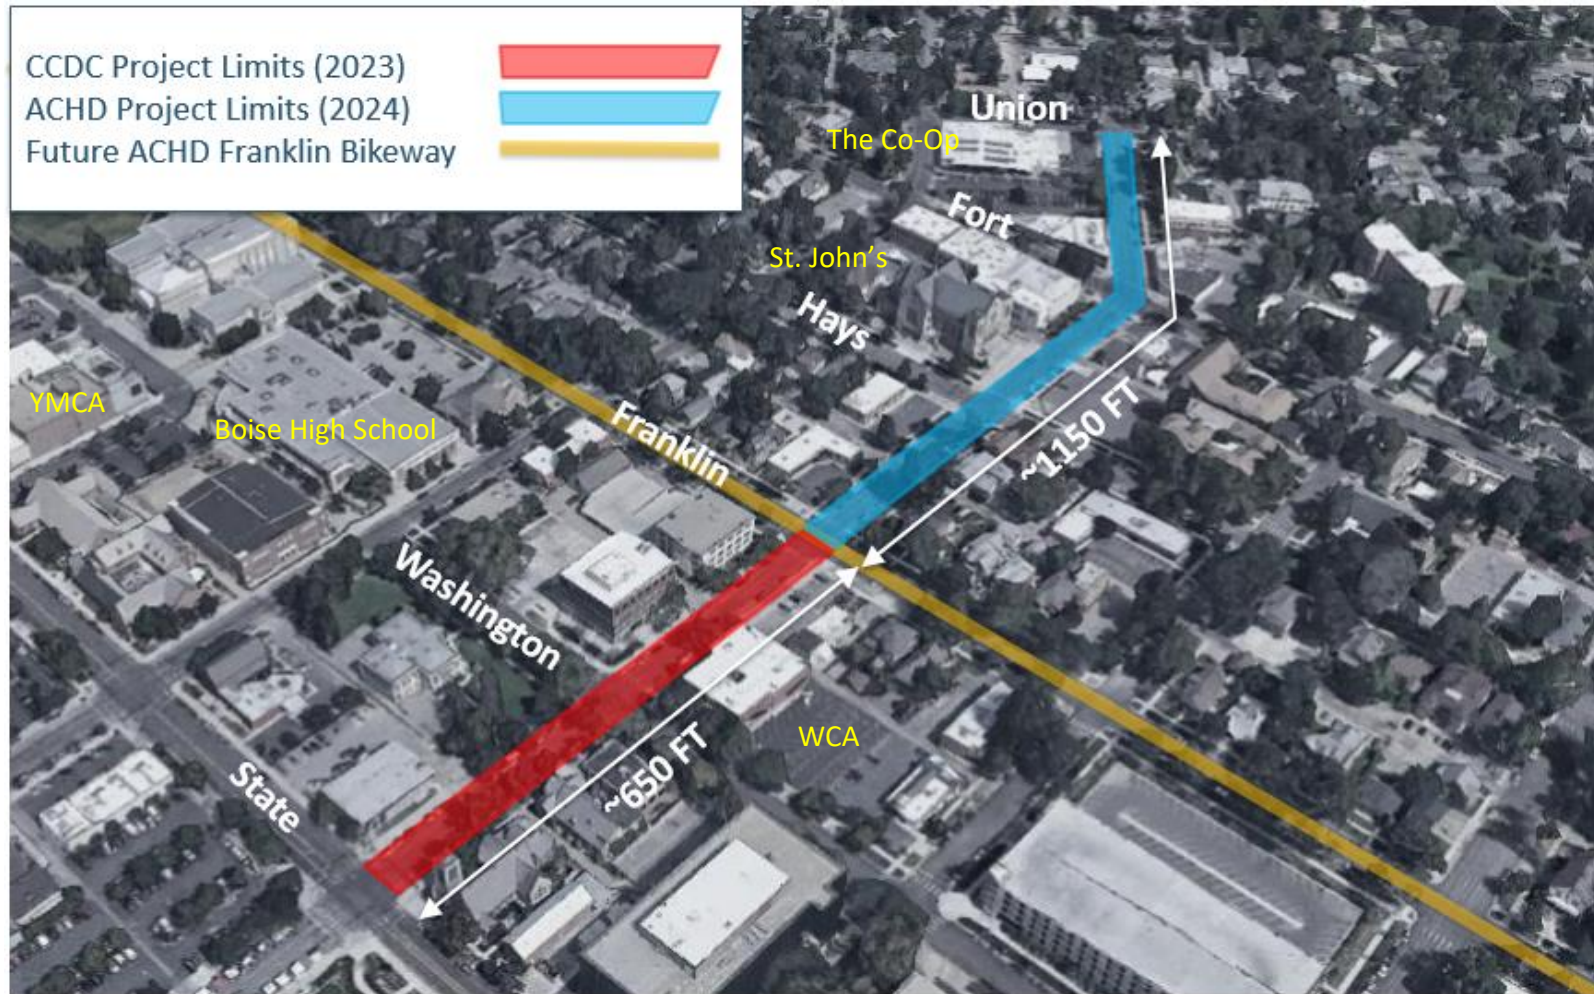 CCDC Project Limits (2023)
ACHD Project Limits (2024)
Future ACHD Franklin Bikeway
Union
The Co-Op
Fort
St. John's
Hays
YMCA
Boise High School
Franklin
~1150 FT
Washington
WCA
~650 FT
State